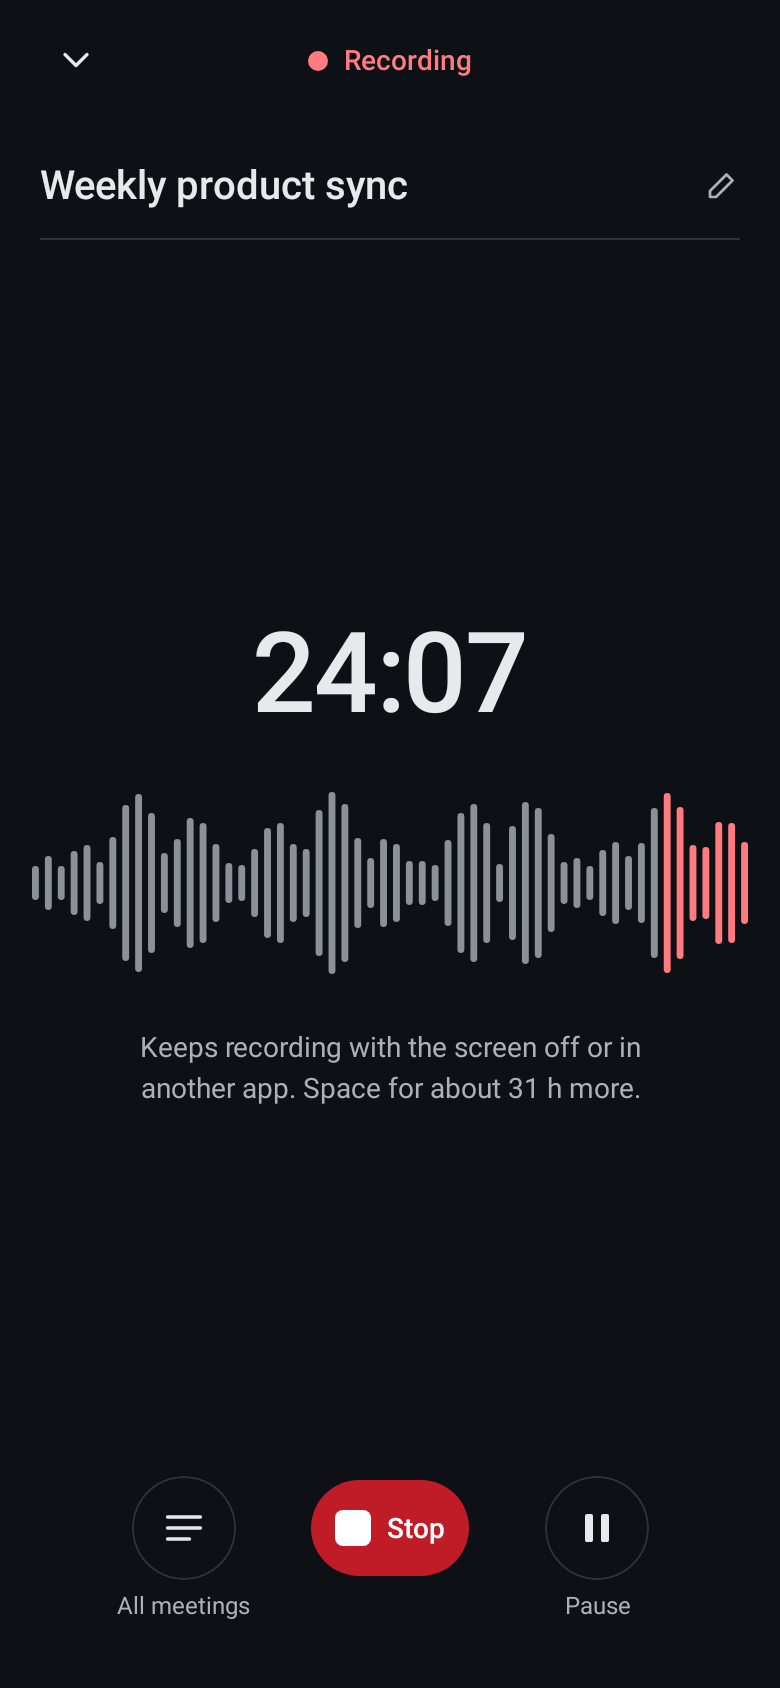 Recording
Weekly product sync
24:07
Keeps recording with the screen off or in
another app. Space for about 31 h more.
Stop
All meetings
Pause